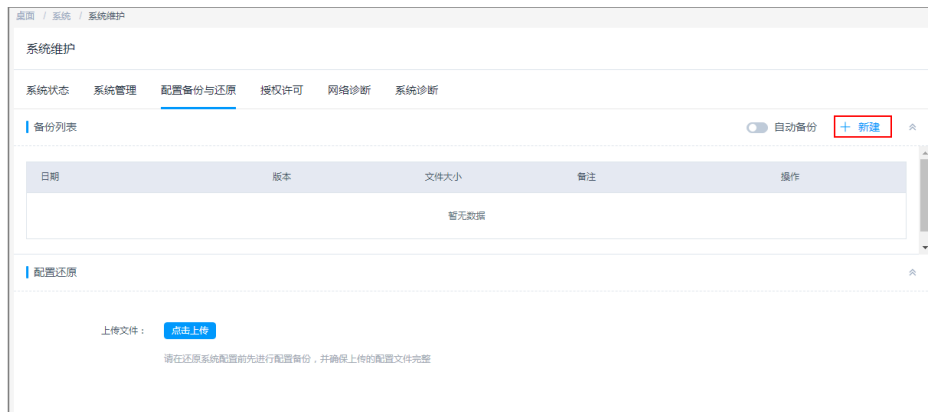 桌面 / 系统 / 系统维护
系统维护
系统状态 系统管理 配置备份与还原 授权许可 网络诊断 系统诊断
备份列表 自动备份 + 新建
日期 版本 文件大小 备注 操作
暂无数据
配置还原
上传文件： 点击上传
请在还原系统配置前先进行配置备份，并确保上传的配置文件完整